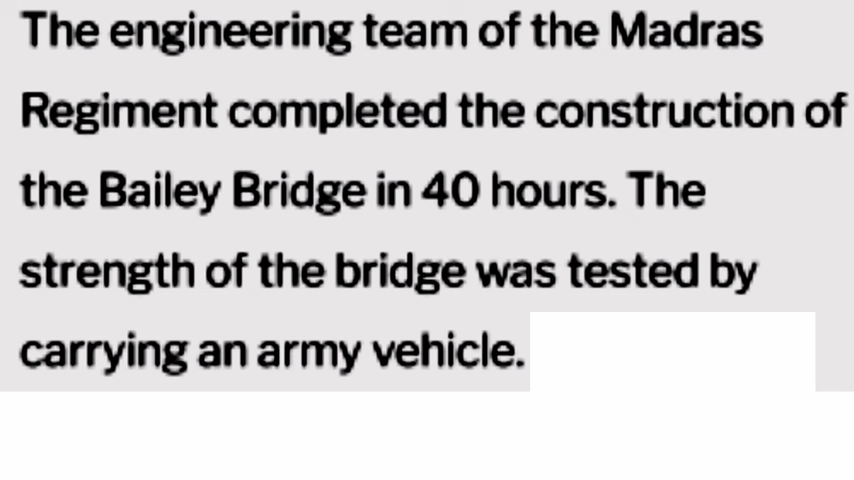 The engineering team of the Madras
Regiment completed the construction of
the Bailey Bridge in 40 hours. The
strength of the bridge was tested by
carrying an army vehicle.